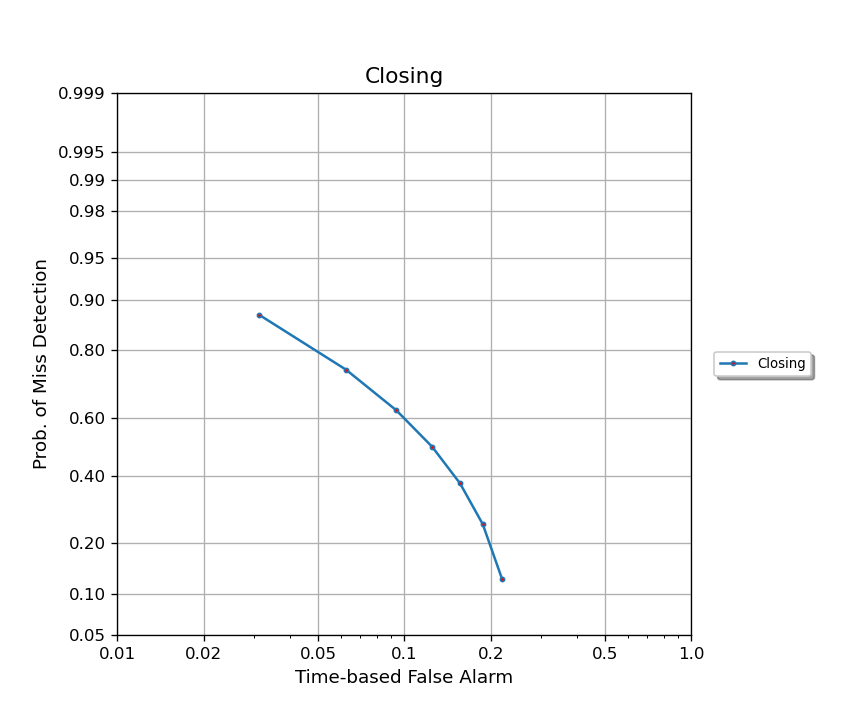 Closing
0.999
0.995
0.99
0.98
0.95
0.90
0.80
0.60
0.40
0.20
0.10
0.05
Prob. of Miss Detection
0.01 0.02 0.05 0.1 0.2 0.5 1.0
Time-based False Alarm
Closing